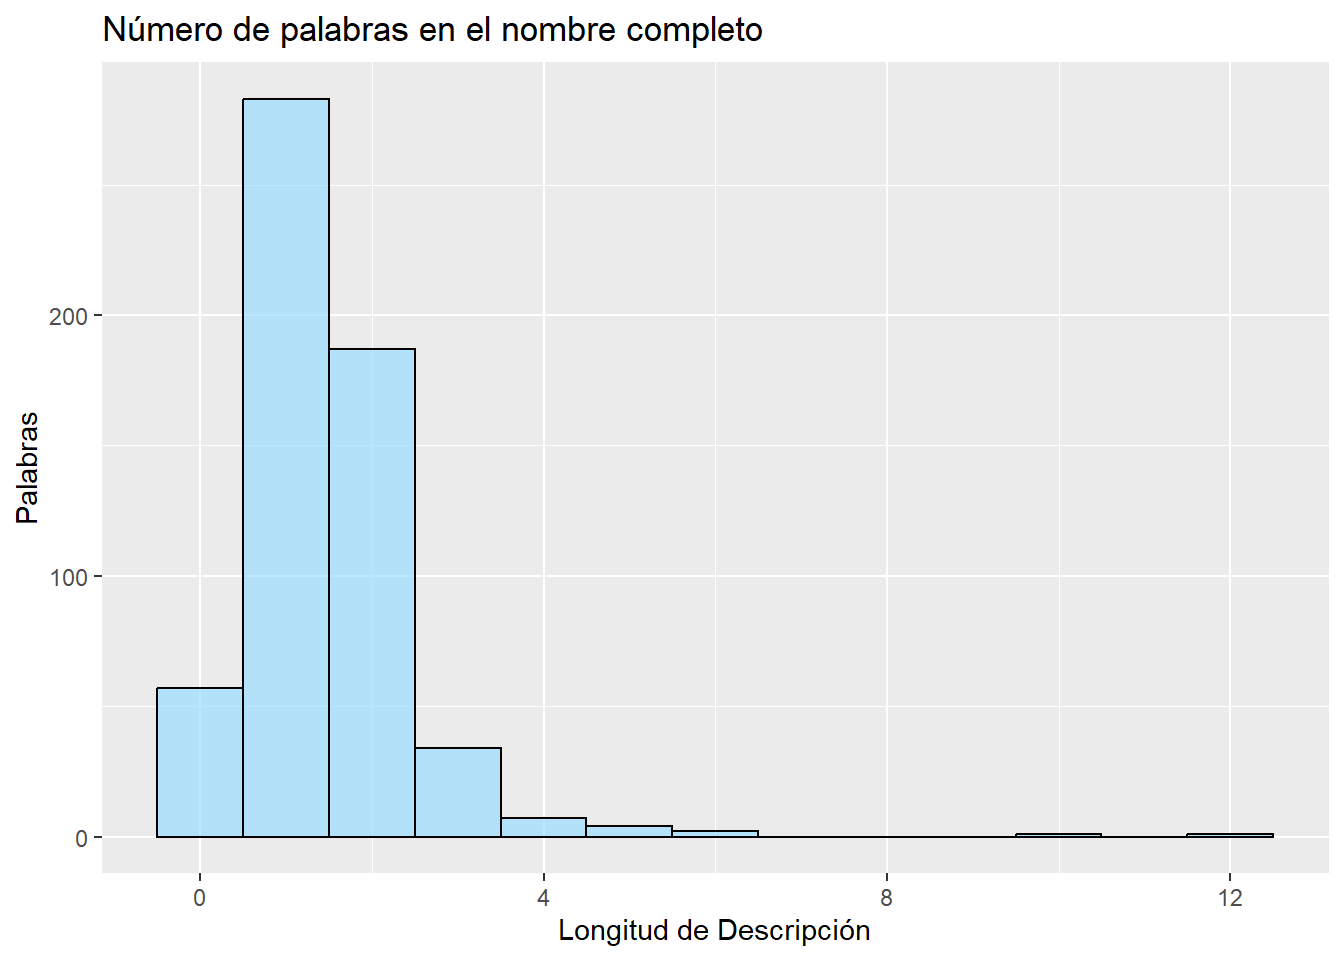 Número de palabras en el nombre completo
200
100
0
Palabras
0 4 8 12
Longitud de Descripción